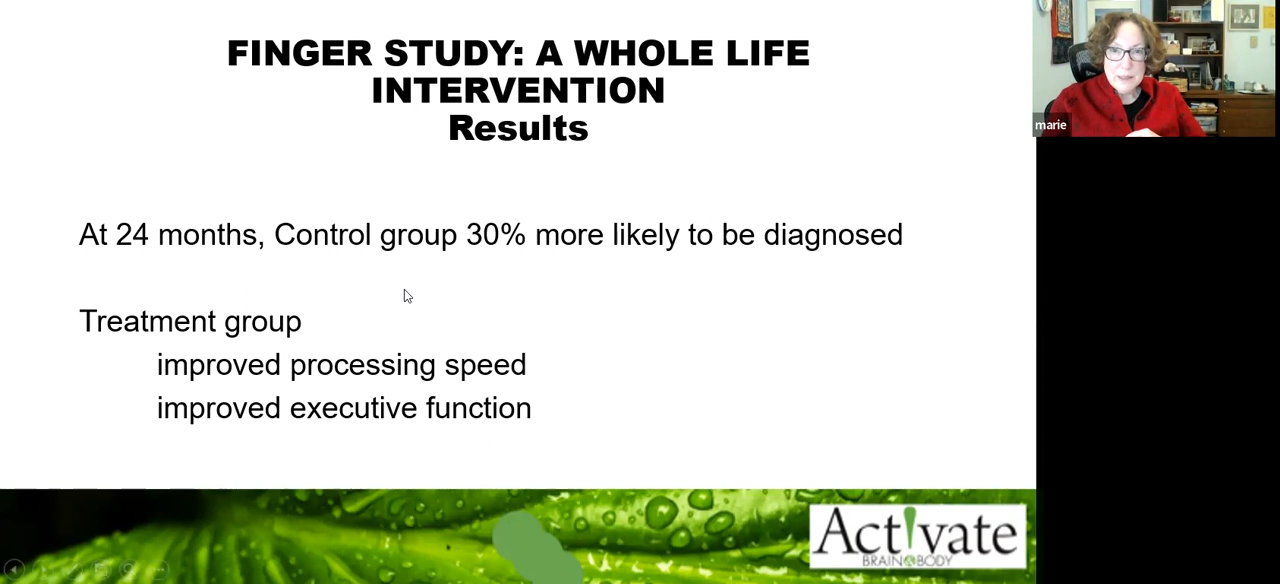 FINGER STUDY: A WHOLE LIFE
INTERVENTION
Results
marie
At 24 months, Control group 30% more likely to be diagnosed
Treatment group
improved processing speed
improved executive function
Act!vate
BRAIN & BODY